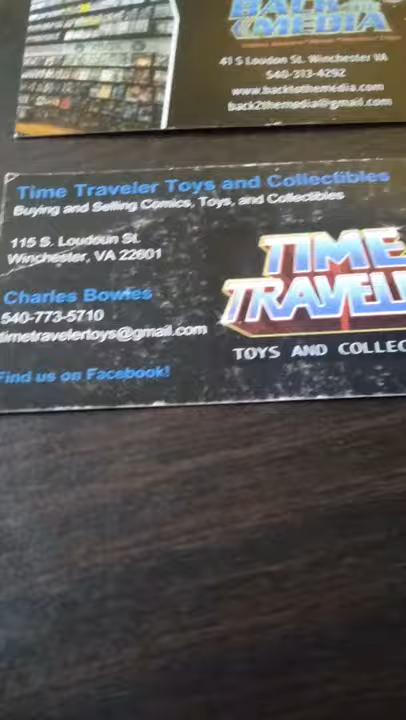 BACK
MEDIA
41 S Loudon St. Winchester VA
540-313-4292
www.backtothemedia.com
back2themedia@gmail.com
Time Traveler Toys and Collectibles
Buying and Selling Comics, Toys, and Collectibles
115 S. Loudoun St.
Winchester, VA 22601
Charles Bowles
540-773-5710
timetravelertoys@gmail.com
Find us on Facebook!
TIME
TRAVEL
TOYS AND COLLEC